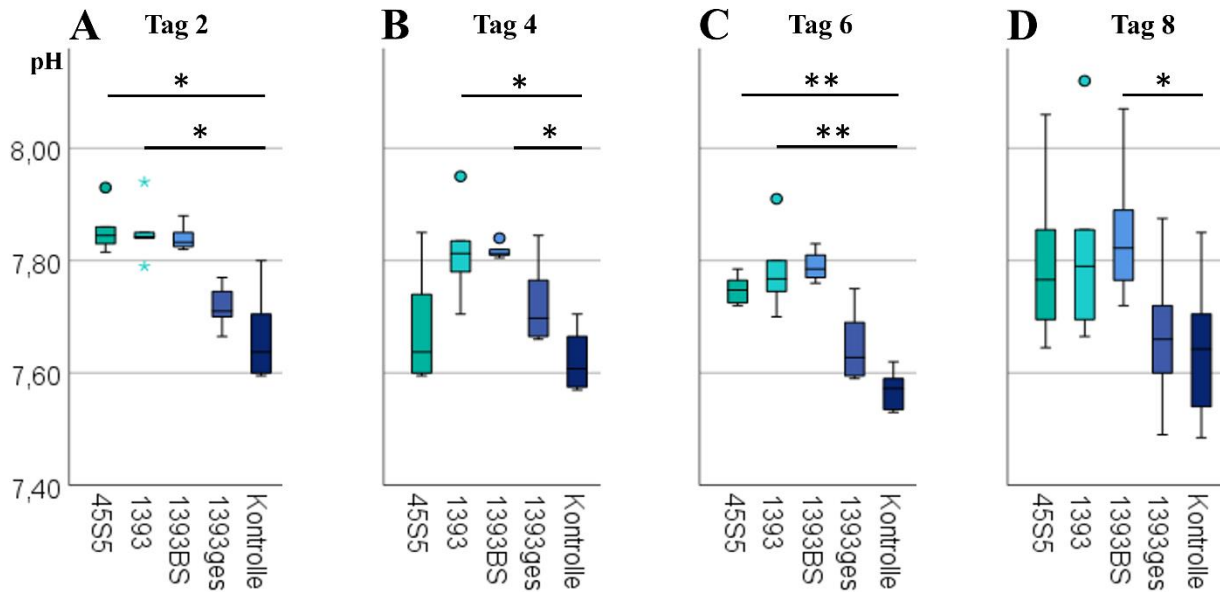 A Tag 2
B Tag 4
C Tag 6
D Tag 8
pH
* * ** *
* * **
8,00
7,80
7,60
7,40
45S5 1393 1393BS 1393ges Kontrolle
45S5 1393 1393BS 1393ges Kontrolle
45S5 1393 1393BS 1393ges Kontrolle
45S5 1393 1393BS 1393ges Kontrolle